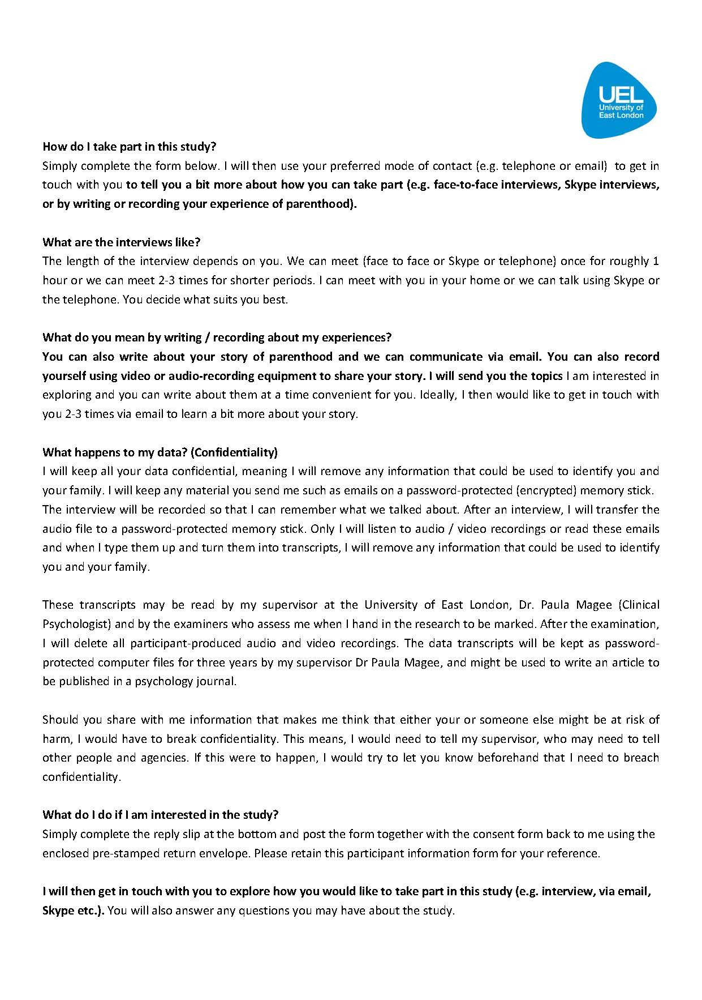 UEL
University of
East London
How do I take part in this study?
Simply complete the form below. I will then use your preferred mode of contact (e.g. telephone or email)  to get in
touch with you to tell you a bit more about how you can take part (e.g. face-to-face interviews, Skype interviews,
or by writing or recording your experience of parenthood).
What are the interviews like?
The length of the interview depends on you. We can meet (face to face or Skype or telephone) once for roughly 1
hour or we can meet 2-3 times for shorter periods. I can meet with you in your home or we can talk using Skype or
the telephone. You decide what suits you best.
What do you mean by writing / recording about my experiences?
You can also write about your story of parenthood and we can communicate via email. You can also record
yourself using video or audio-recording equipment to share your story. I will send you the topics I am interested in
exploring and you can write about them at a time convenient for you. Ideally, I then would like to get in touch with
you 2-3 times via email to learn a bit more about your story.
What happens to my data? (Confidentiality)
I will keep all your data confidential, meaning I will remove any information that could be used to identify you and
your family. I will keep any material you send me such as emails on a password-protected (encrypted) memory stick.
The interview will be recorded so that I can remember what we talked about. After an interview, I will transfer the
audio file to a password-protected memory stick. Only I will listen to audio / video recordings or read these emails
and when I type them up and turn them into transcripts, I will remove any information that could be used to identify
you and your family.
These transcripts may be read by my supervisor at the University of East London, Dr. Paula Magee (Clinical
Psychologist) and by the examiners who assess me when I hand in the research to be marked. After the examination,
I will delete all participant-produced audio and video recordings. The data transcripts will be kept as password-
protected computer files for three years by my supervisor Dr Paula Magee, and might be used to write an article to
be published in a psychology journal.
Should you share with me information that makes me think that either your or someone else might be at risk of
harm, I would have to break confidentiality. This means, I would need to tell my supervisor, who may need to tell
other people and agencies. If this were to happen, I would try to let you know beforehand that I need to breach
confidentiality.
What do I do if I am interested in the study?
Simply complete the reply slip at the bottom and post the form together with the consent form back to me using the
enclosed pre-stamped return envelope. Please retain this participant information form for your reference.
I will then get in touch with you to explore how you would like to take part in this study (e.g. interview, via email,
Skype etc.). You will also answer any questions you may have about the study.